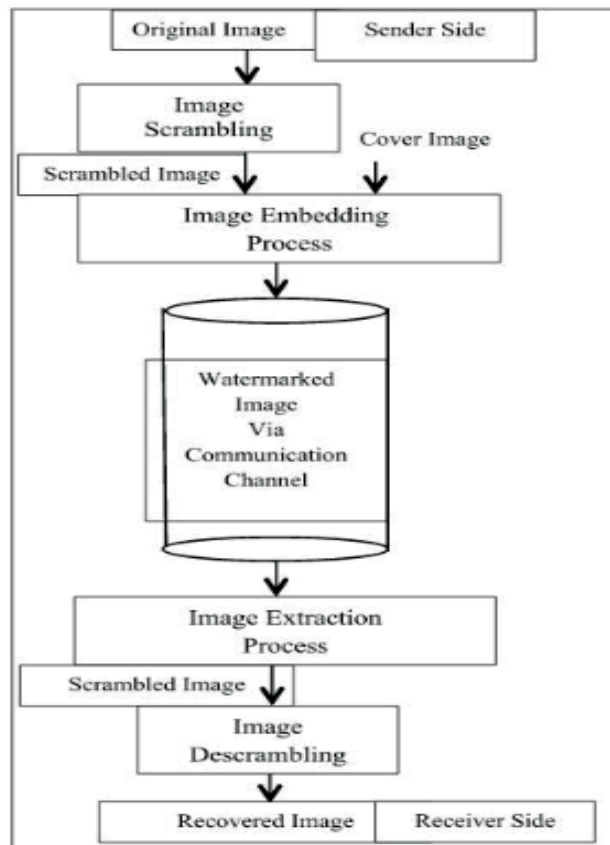 Original Image
Sender Side
Image
Scrambling
Cover Image
Scrambled Image
Image Embedding
Process
Watermarked
Image
Via
Communication
Channel
Image Extraction
Process
Scrambled Image
Image
Descrambling
Recovered Image
Receiver Side